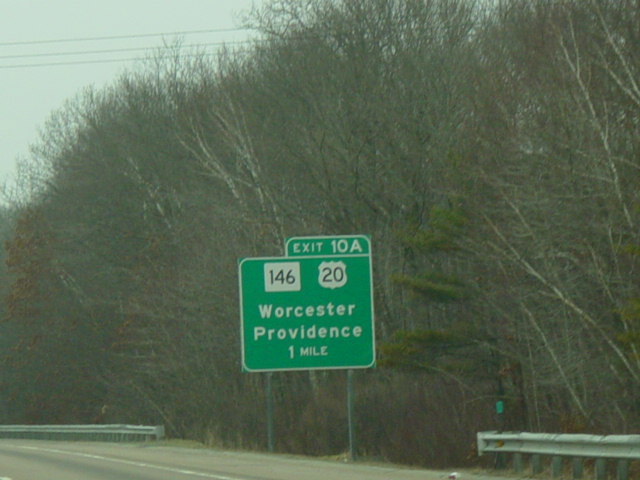 EXIT 10A
146 20
Worcester
Providence
1 MILE